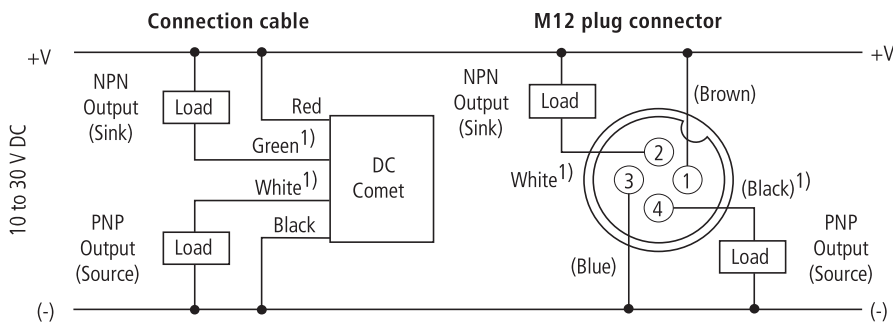 Connection cable
M12 plug connector
+V
+V
NPN
Output
(Sink)
Load
Red
Green1)
White1)
Black
DC
Comet
10 to 30 V DC
PNP
Output
(Source)
Load
NPN
Output
(Sink)
Load
(Brown)
White1)
2
3
1
4
(Black)1)
(Blue)
Load
PNP
Output
(Source)
(-)
(-)